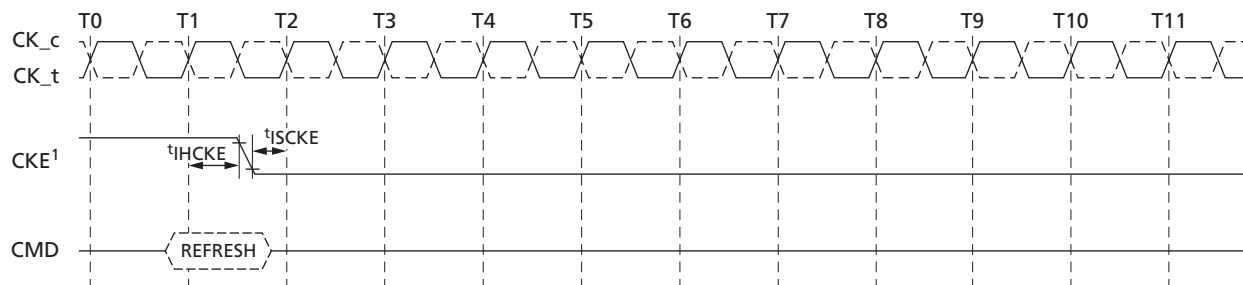 T0 T1 T2 T3 T4 T5 T6 T7 T8 T9 T10 T11
CK_c
CK_t
tISCKE
tIHCKE
CKE1
CMD REFRESH